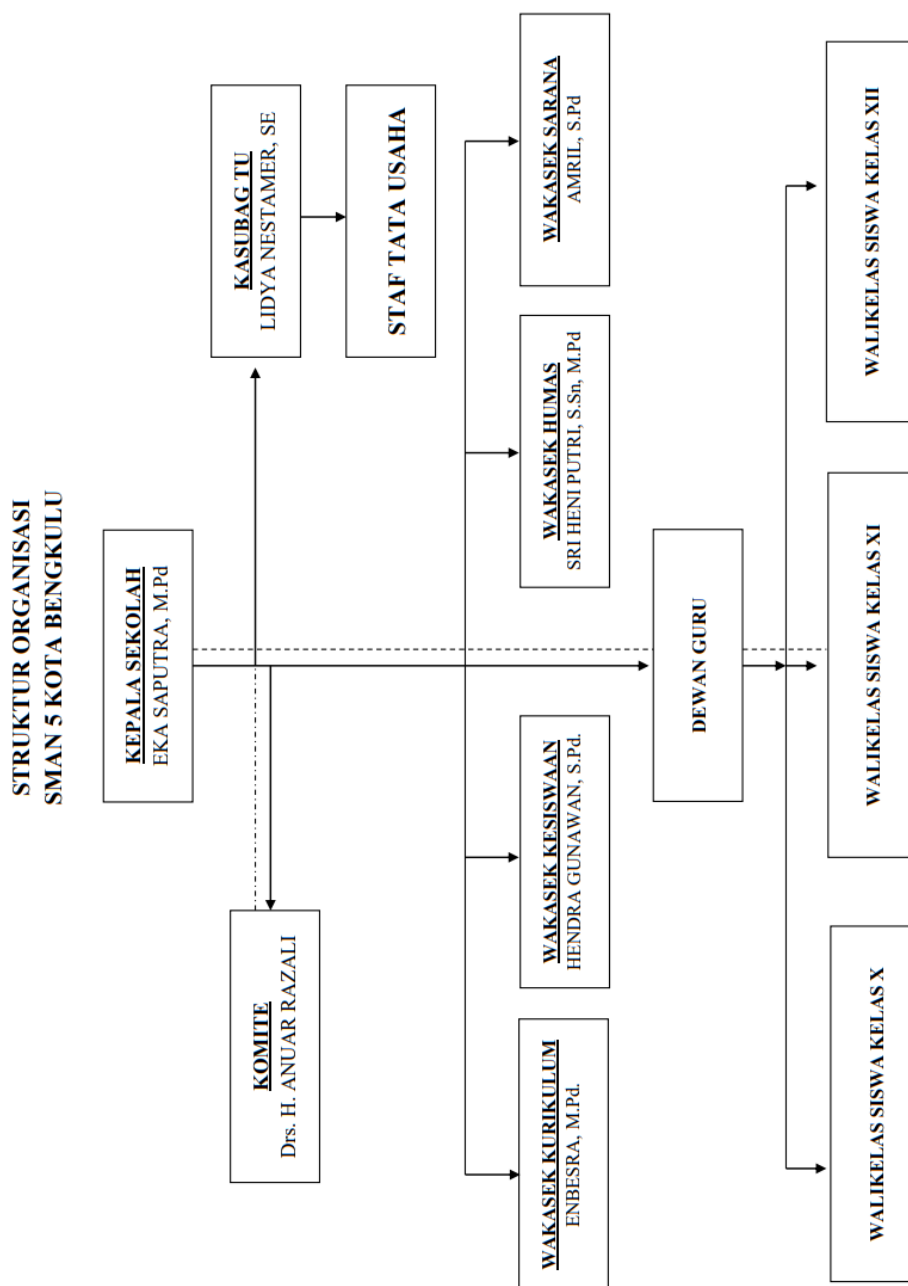 STRUKTUR ORGANISASI
SMAN 5 KOTA BENGKULU
KEPALA SEKOLAH
EKA SAPUTRA, M.Pd
KOMITE
Drs. H. ANUAR RAZALI
KASUBAG TU
LIDYA NESTAMER, SE
STAF TATA USAHA
WAKASEK KURIKULUM
ENBESRA, M.Pd.
WAKASEK KESISWAAN
HENDRA GUNAWAN, S.Pd.
WAKASEK HUMAS
SRI HENI PUTRI, S.Sn, M.Pd
WAKASEK SARANA
AMRIL, S.Pd
DEWAN GURU
WALIKELAS SISWA KELAS X
WALIKELAS SISWA KELAS XI
WALIKELAS SISWA KELAS XII